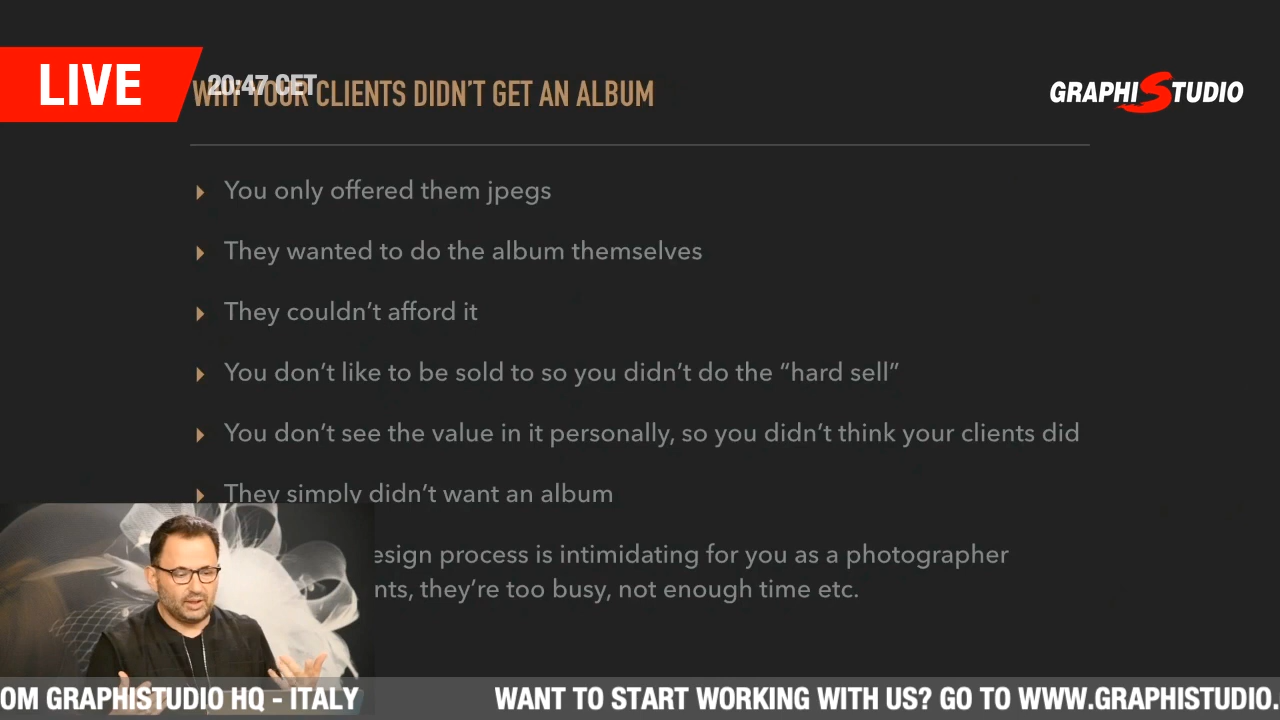 LIVE
20:47 CET
WHY YOUR CLIENTS DIDN'T GET AN ALBUM
GRAPHISTUDIO
You only offered them jpegs
They wanted to do the album themselves
They couldn't afford it
You don't like to be sold to so you didn't do the “hard sell”
You don't see the value in it personally, so you didn't think your clients did
They simply didn't want an album
esign process is intimidating for you as a photographer
nts, they're too busy, not enough time etc.
OM GRAPHISTUDIO HQ - ITALY
WANT TO START WORKING WITH US? GO TO WWW.GRAPHISTUDIO.